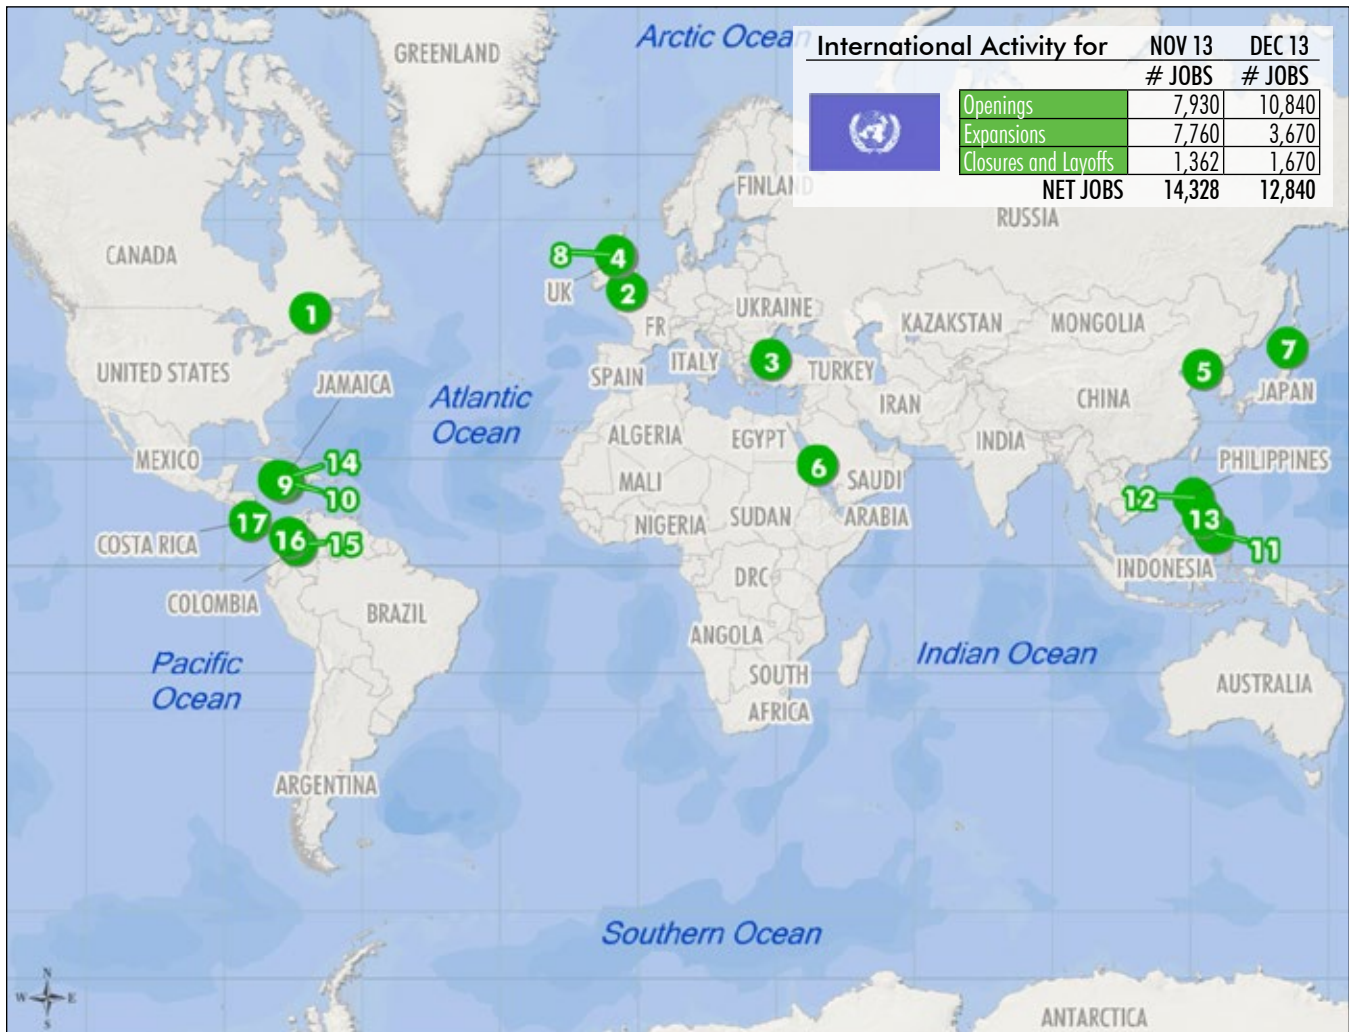 Arctic Ocean
International Activity for NOV 13 DEC 13
# JOBS # JOBS
Openings 7,930 10,840
Expansions 7,760 3,670
Closures and Layoffs 1,362 1,670
NET JOBS 14,328 12,840
GREENLAND
FINLAND
RUSSIA
CANADA
8 4
UK
2
1
UKRAINE
FR
KAZAKSTAN
MONGOLIA
7
ITALY
3
TURKEY
5
UNITED STATES
JAMAICA
SPAIN
IRAN
CHINA
JAPAN
Atlantic
Ocean
ALGERIA
EGYPT
INDIA
MEXICO
14
9
10
6
MALI
SAUDI
ARABIA
PHILIPPINES
12
17
NIGERIA
SUDAN
13
COSTA RICA
16
15
11
INDONESIA
DRC
COLOMBIA
BRAZIL
ANGOLA
Pacific
Ocean
Indian Ocean
SOUTH
AFRICA
AUSTRALIA
ARGENTINA
Southern Ocean
N
W E
S
ANTARCTICA